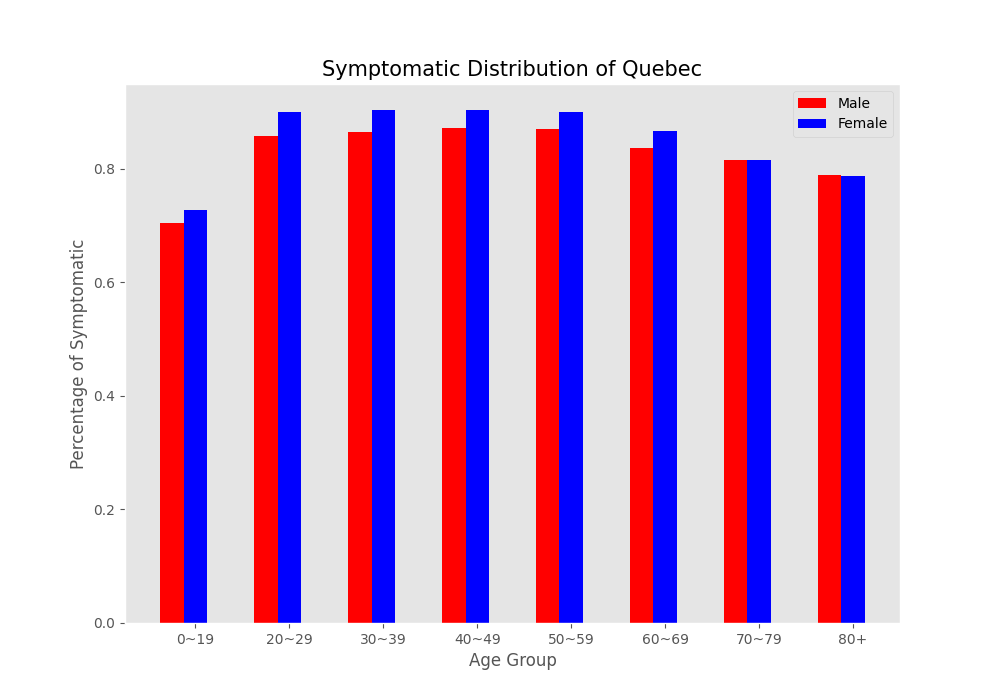 Symptomatic Distribution of Quebec
Male
Female
Percentage of Symptomatic
0.8
0.6
0.4
0.2
0.0
0~19 20~29 30~39 40~49 50~59 60~69 70~79 80+
Age Group